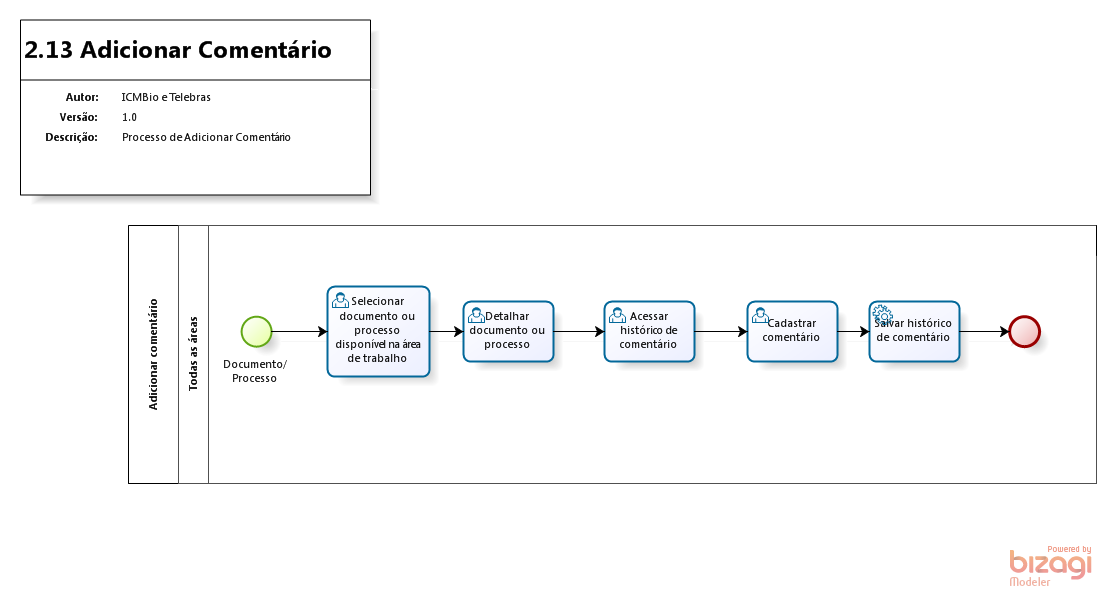 2.13 Adicionar Comentário
Autor: ICMBio e Telebras
Versão: 1.0
Descrição: Processo de Adicionar Comentário
Adicionar comentário
Todas as áreas
Documento/
Processo
Selecionar
documento ou
processo
disponível na área
de trabalho
Detalhar
documento ou
processo
Acessar
histórico de
comentário
Cadastrar
comentário
Salvar histórico
de comentário
Powered by
bizagi
Modeler